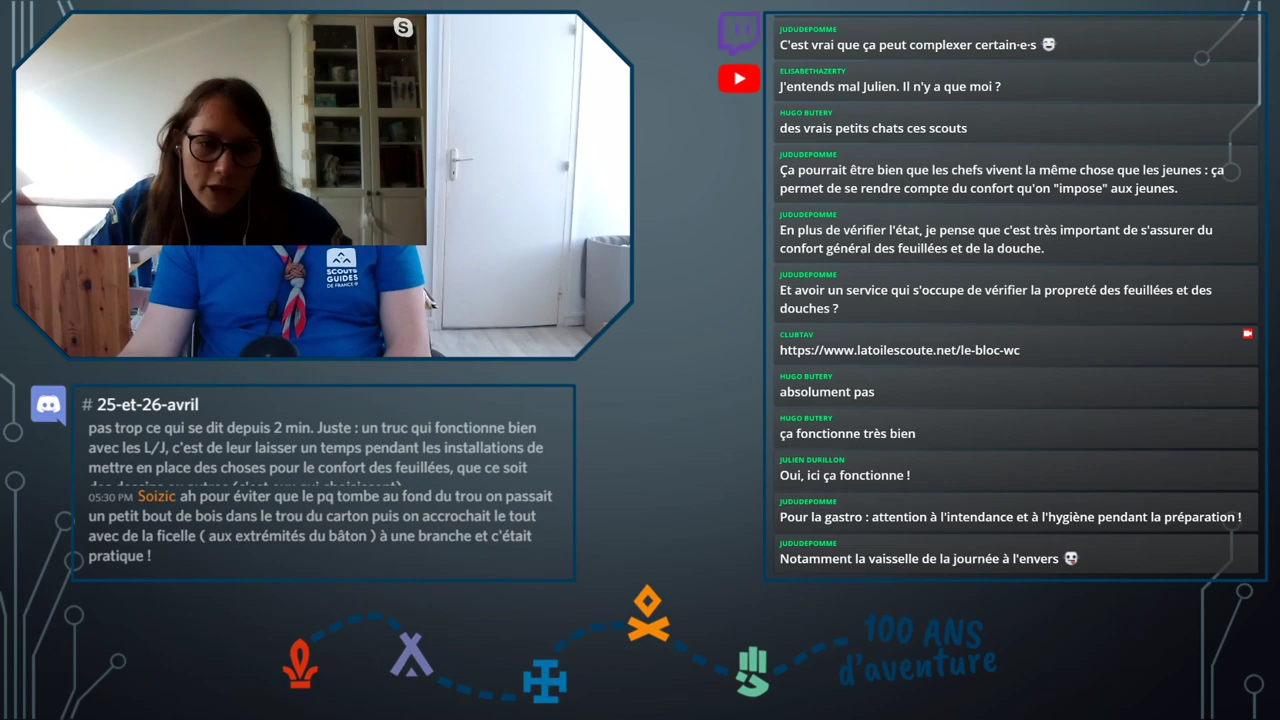 S
SCOUTS
GUIDES
DE FRANCE
# 25-et-26-avril
pas trop ce qui se dit depuis 2 min. Juste : un truc qui fonctionne bien
avec les L/J, c'est de leur laisser un temps pendant les installations de
mettre en place des choses pour le confort des feuillées, que ce soit
05:30 PM Soizic ah pour éviter que le pq tombe au fond du trou on passait
un petit bout de bois dans le trou du carton puis on accrochait le tout
avec de la ficelle ( aux extrémités du bâton ) à une branche et c'était
pratique !
JUDUDEPOMME
C'est vrai que ça peut complexer certain·e·s
ELISABETHAZERTY
J'entends mal Julien. Il n'y a que moi ?
HUGO BUTERY
des vrais petits chats ces scouts
JUDUDEPOMME
Ça pourrait être bien que les chefs vivent la même chose que les jeunes : ça
permet de se rendre compte du confort qu'on "impose" aux jeunes.
JUDUDEPOMME
En plus de vérifier l'état, je pense que c'est très important de s'assurer du
confort général des feuillées et de la douche.
JUDUDEPOMME
Et avoir un service qui s'occupe de vérifier la propreté des feuillées et des
douches ?
CLUBTAV
https://www.latoilescoute.net/le-bloc-wc
HUGO BUTERY
absolument pas
HUGO BUTERY
ça fonctionne très bien
JULIEN DURILLON
Oui, ici ça fonctionne !
JUDUDEPOMME
Pour la gastro : attention à l'intendance et à l'hygiène pendant la préparation !
JUDUDEPOMME
Notamment la vaisselle de la journée à l'envers
100 ANS
d'aventure